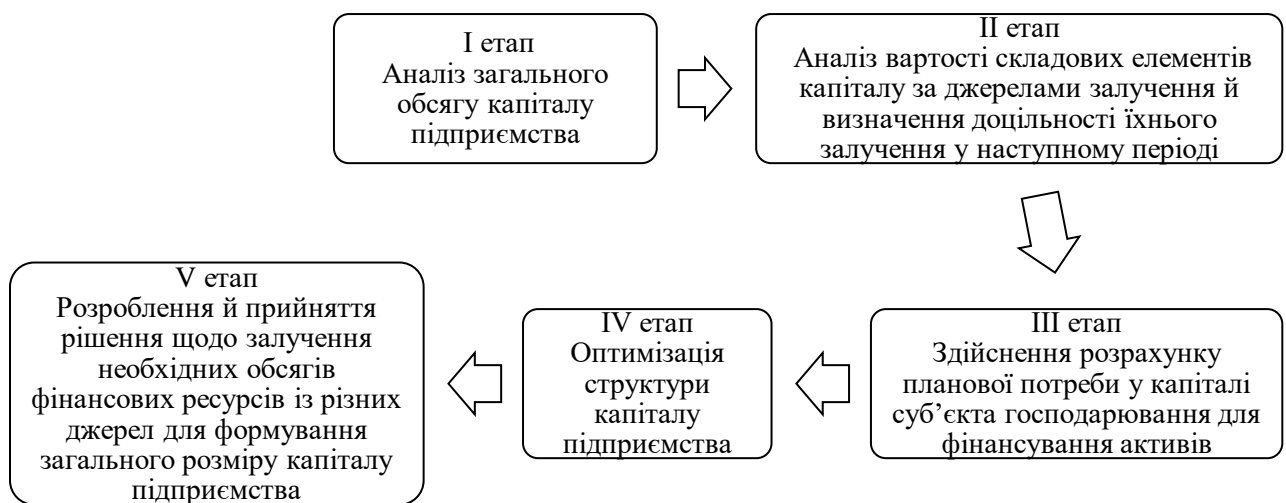 I етап
Аналіз загального
обсягу капіталу
підприємства
II етап
Аналіз вартості складових елементів
капіталу за джерелами залучення й
визначення доцільності їхнього
залучення у наступному періоді
III етап
Здійснення розрахунку
планової потреби у капіталі
суб’єкта господарювання для
фінансування активів
IV етап
Оптимізація
структури
капіталу
підприємства
V етап
Розроблення й прийняття
рішення щодо залучення
необхідних обсягів
фінансових ресурсів із різних
джерел для формування
загального розміру капіталу
підприємства